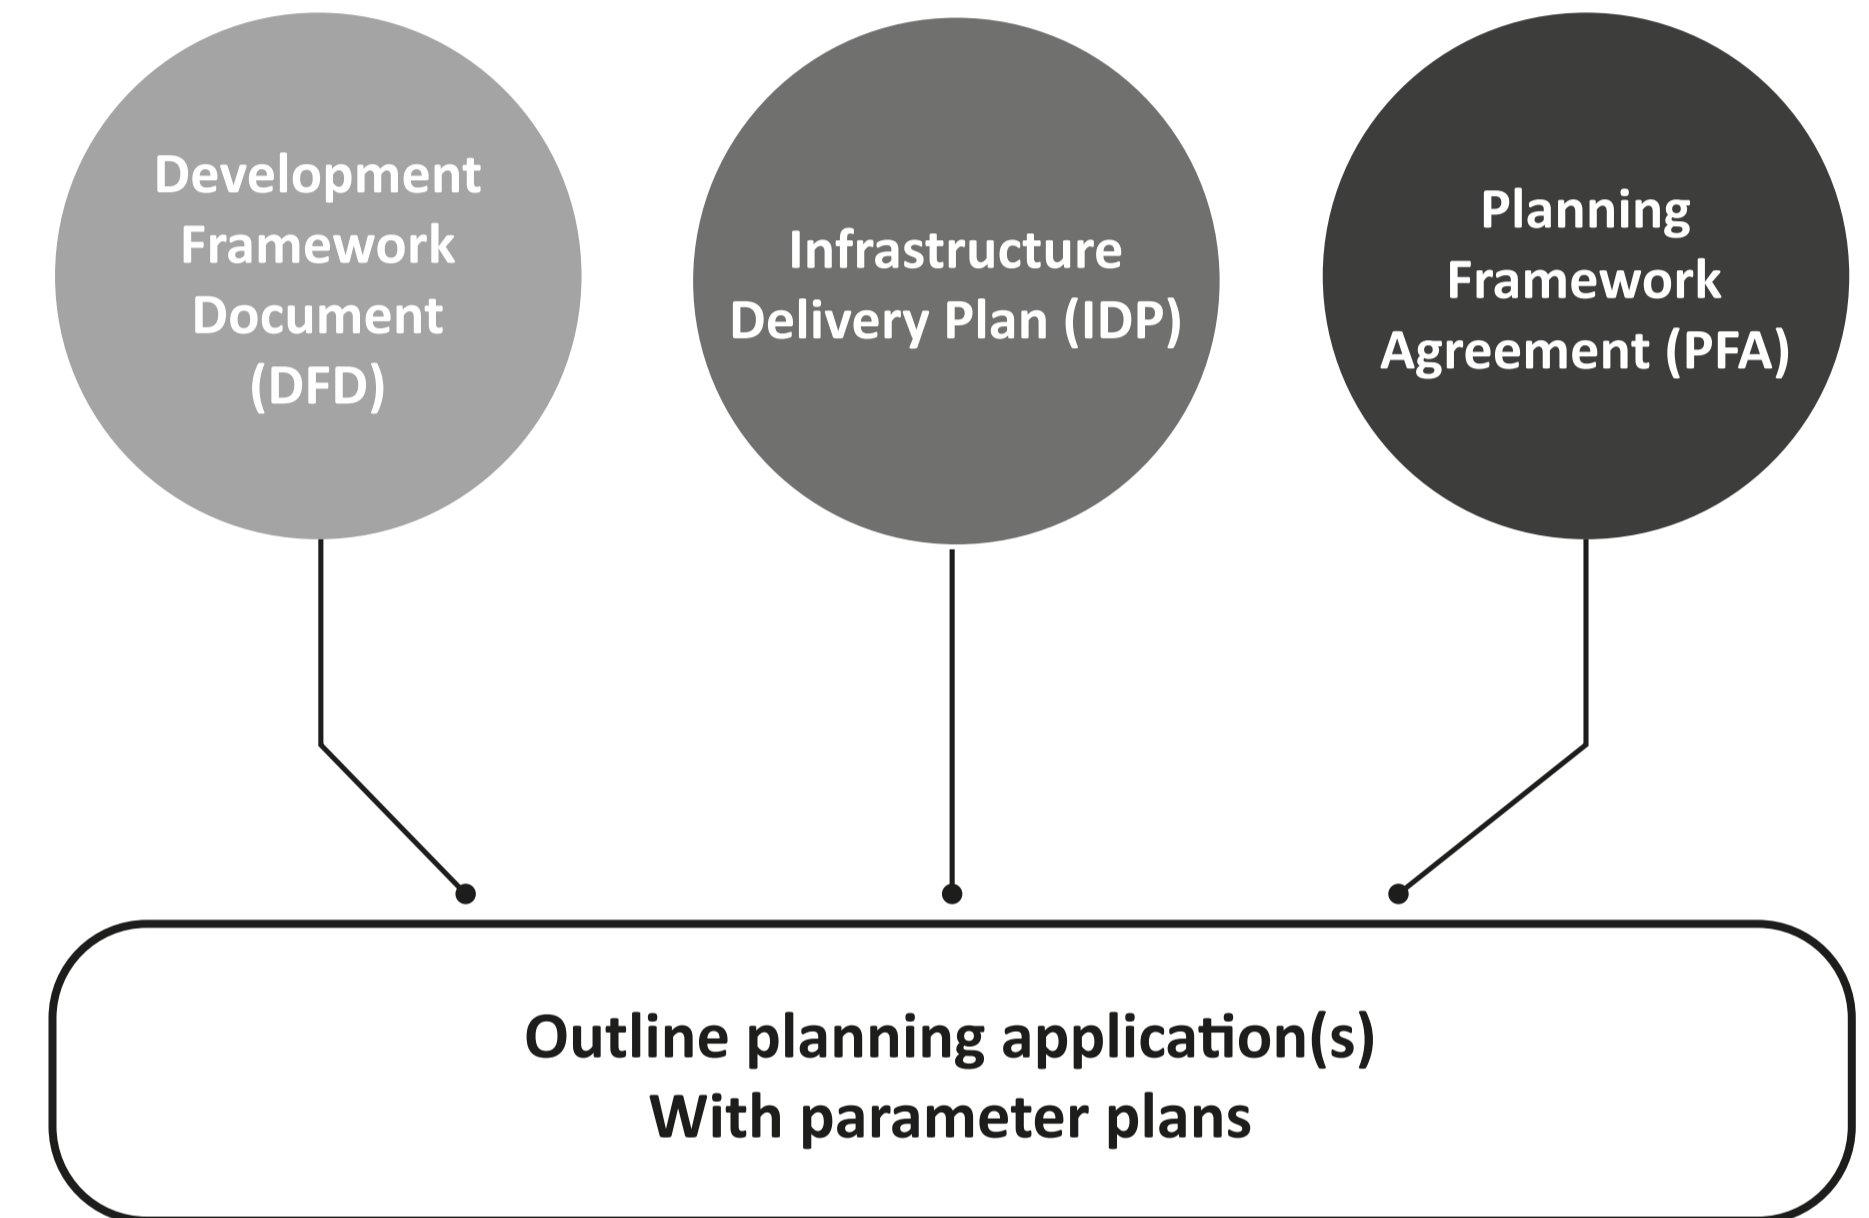 Development
Framework
Document
(DFD)
Infrastructure
Delivery Plan (IDP)
Planning
Framework
Agreement (PFA)
Outline planning application(s)
With parameter plans